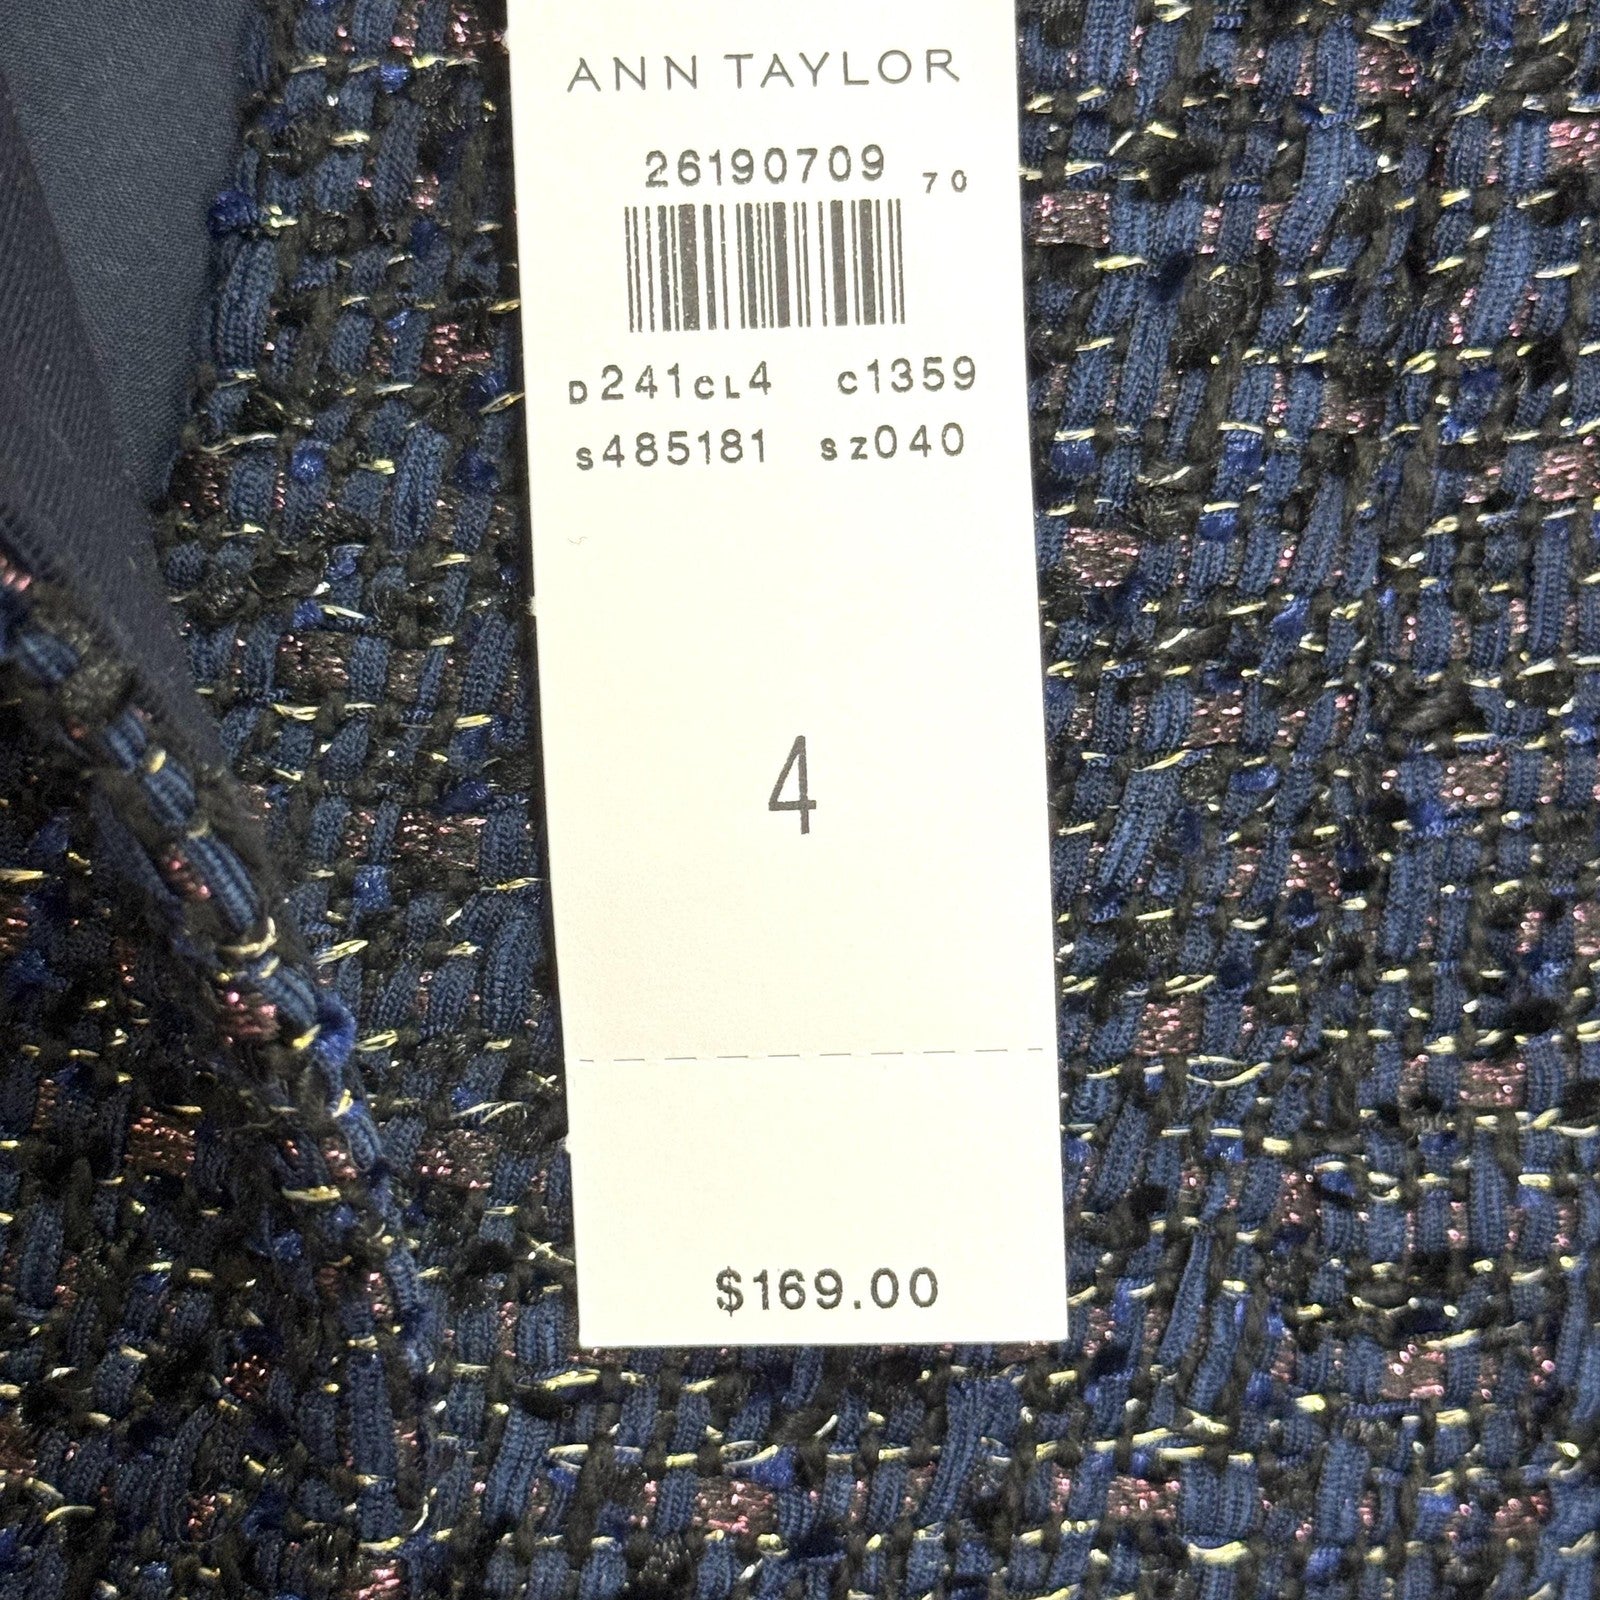 ANN TAYLOR
26190709 70
D241CL4 C1359
S485181 SZ040
4
$169.00